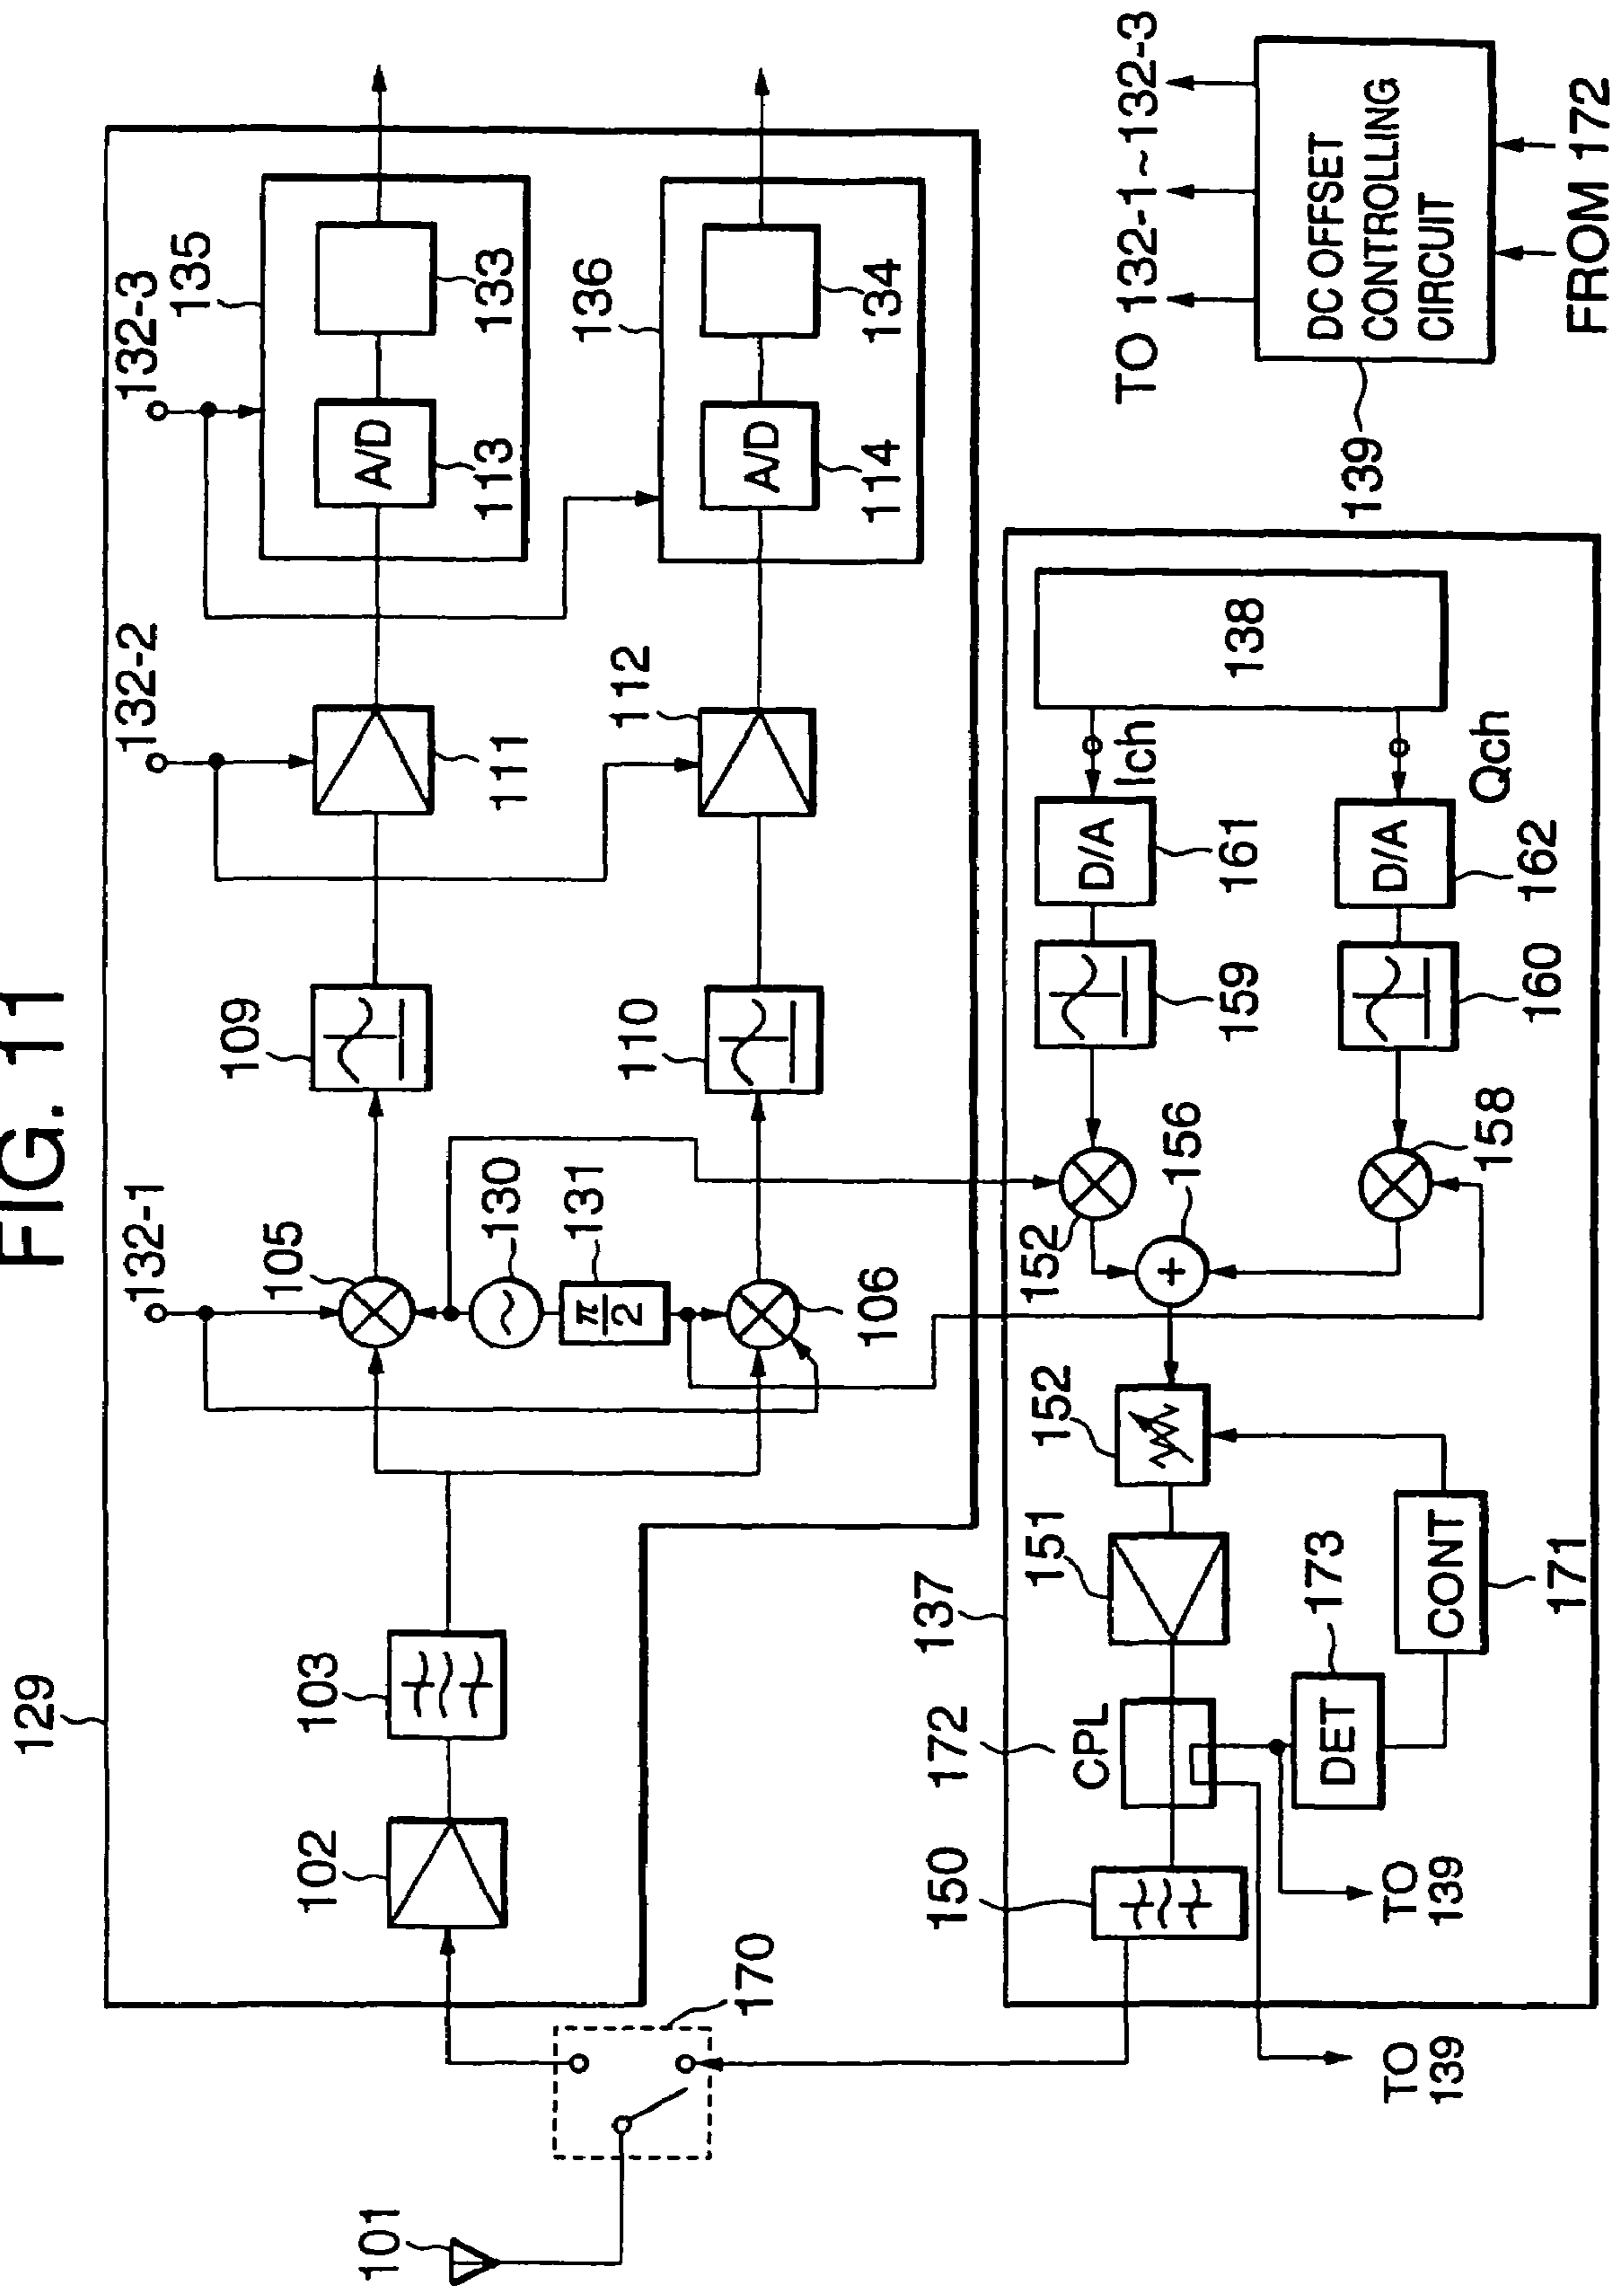 FIG. 11
129
132-1
132-2
132-3
135
105
109
111
A/D
113
133
102
103
130
131
π/2
136
106
110
112
A/D
114
134
101
170
137
172
CPL
150
151
152
152
156
158
159
160
D/A
161
D/A
162
Ich
Qch
138
DET
173
CONT
171
TO
139
TO
139
TO 132-1~132-3
DC OFFSET
CONTROLLING
CIRCUIT
139
FROM 172